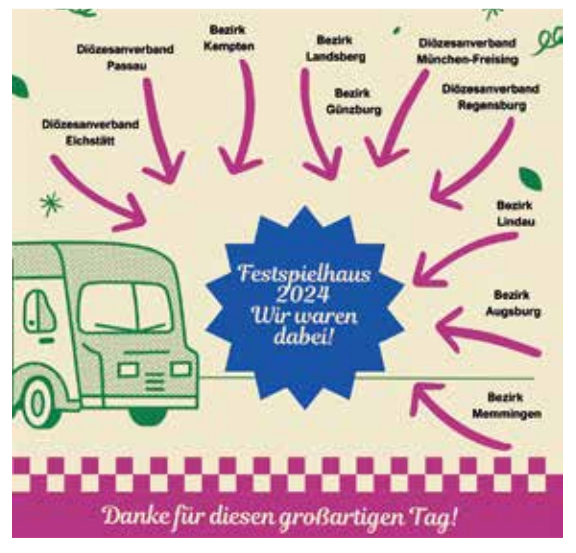 Diözesanverband
Eichstätt
Diözesanverband
Passau
Bezirk
Kempten
Bezirk
Landsberg
Bezirk
Günzburg
Diözesanverband
München-Freising
Diözesanverband
Regensburg
Bezirk
Lindau
Bezirk
Augsburg
Bezirk
Memmingen
Festspielhaus
2024
Wir waren
dabei!
Danke für diesen großartigen Tag!